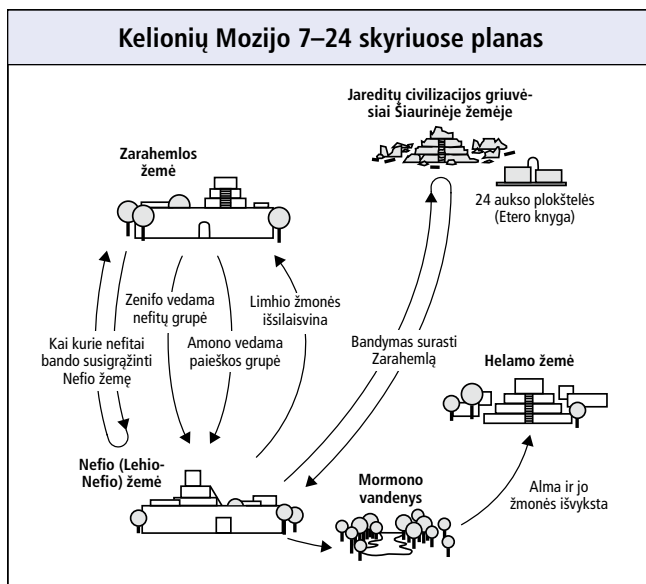 Kelionių Mozijo 7–24 skyriuose planas
Jareditų civilizacijos griuvė-
siai Šiaurinėje žemėje
Zarahemlos
žemė
24 aukso plokštelės
(Etero knyga)
Zenifo vedama
nefitų grupė
Limhio žmonės
išsilaisvina
Kai kurie nefitai
bando susigrąžinti
Nefio žemę
Amono vedama
paieškos grupė
Bandymas surasti
Zarahemlą
Helamo žemė
Nefio (Lehio-
Nefio) žemė
Mormono
vandenys
Alma ir jo
žmonės išvyksta